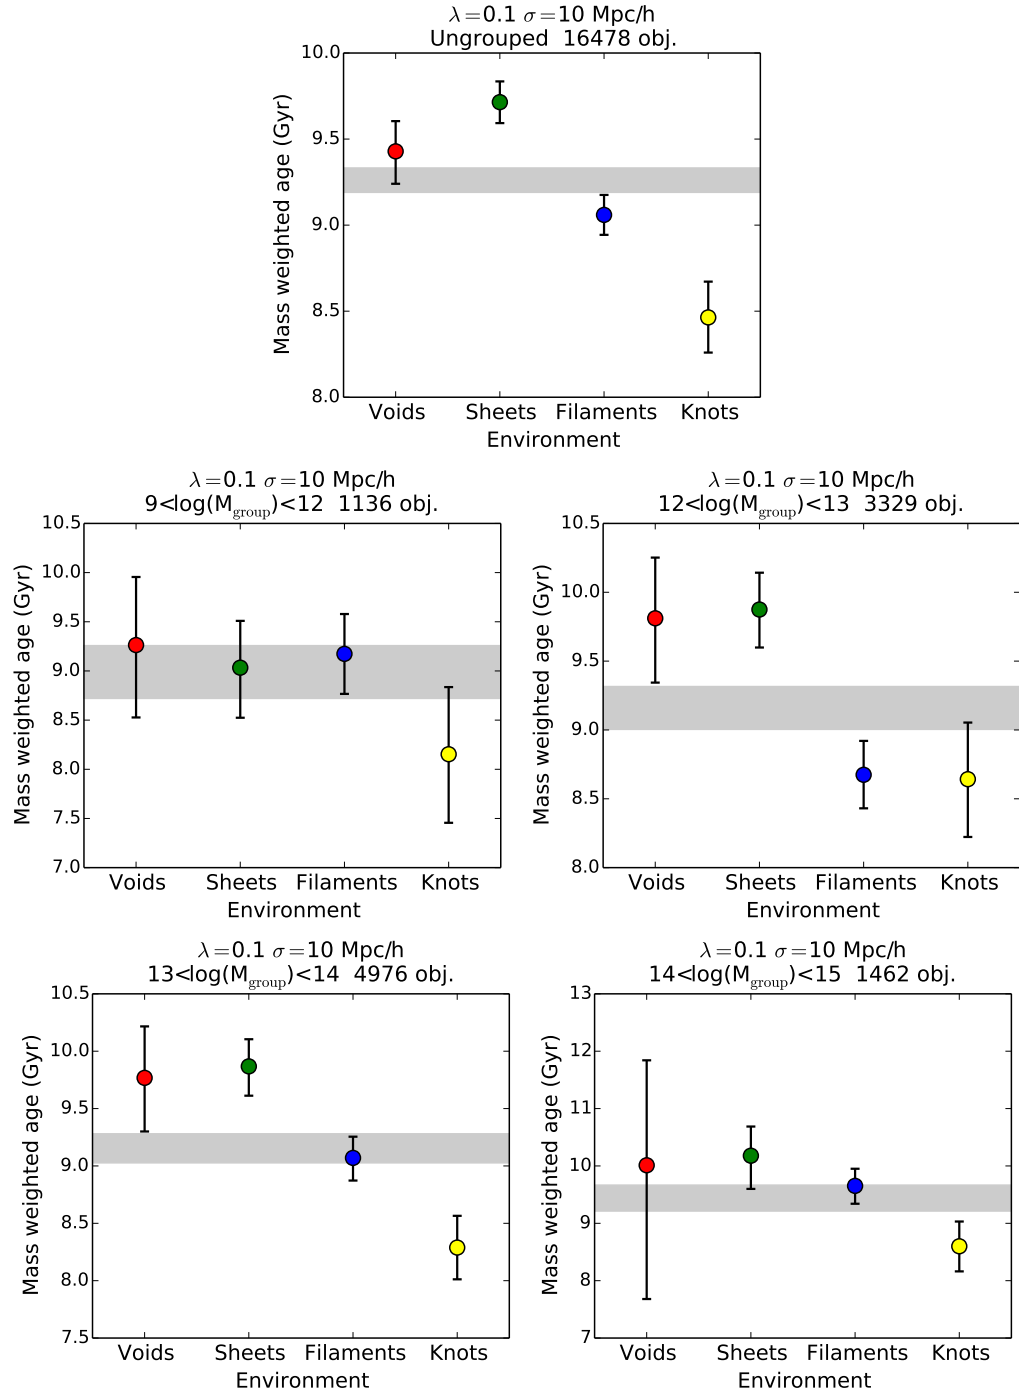 λ=0.1 σ=10 Mpc/h
Ungrouped 16478 obj.
Mass weighted age (Gyr)
10.0
9.5
9.0
8.5
8.0
Voids Sheets Filaments Knots
Environment
λ=0.1 σ=10 Mpc/h
9<log(M_group)<12 1136 obj.
Mass weighted age (Gyr)
10.5
10.0
9.5
9.0
8.5
8.0
7.5
7.0
Voids Sheets Filaments Knots
Environment
λ=0.1 σ=10 Mpc/h
12<log(M_group)<13 3329 obj.
Mass weighted age (Gyr)
10.5
10.0
9.5
9.0
8.5
8.0
Voids Sheets Filaments Knots
Environment
λ=0.1 σ=10 Mpc/h
13<log(M_group)<14 4976 obj.
Mass weighted age (Gyr)
10.5
10.0
9.5
9.0
8.5
8.0
7.5
Voids Sheets Filaments Knots
Environment
λ=0.1 σ=10 Mpc/h
14<log(M_group)<15 1462 obj.
Mass weighted age (Gyr)
13
12
11
10
9
8
7
Voids Sheets Filaments Knots
Environment